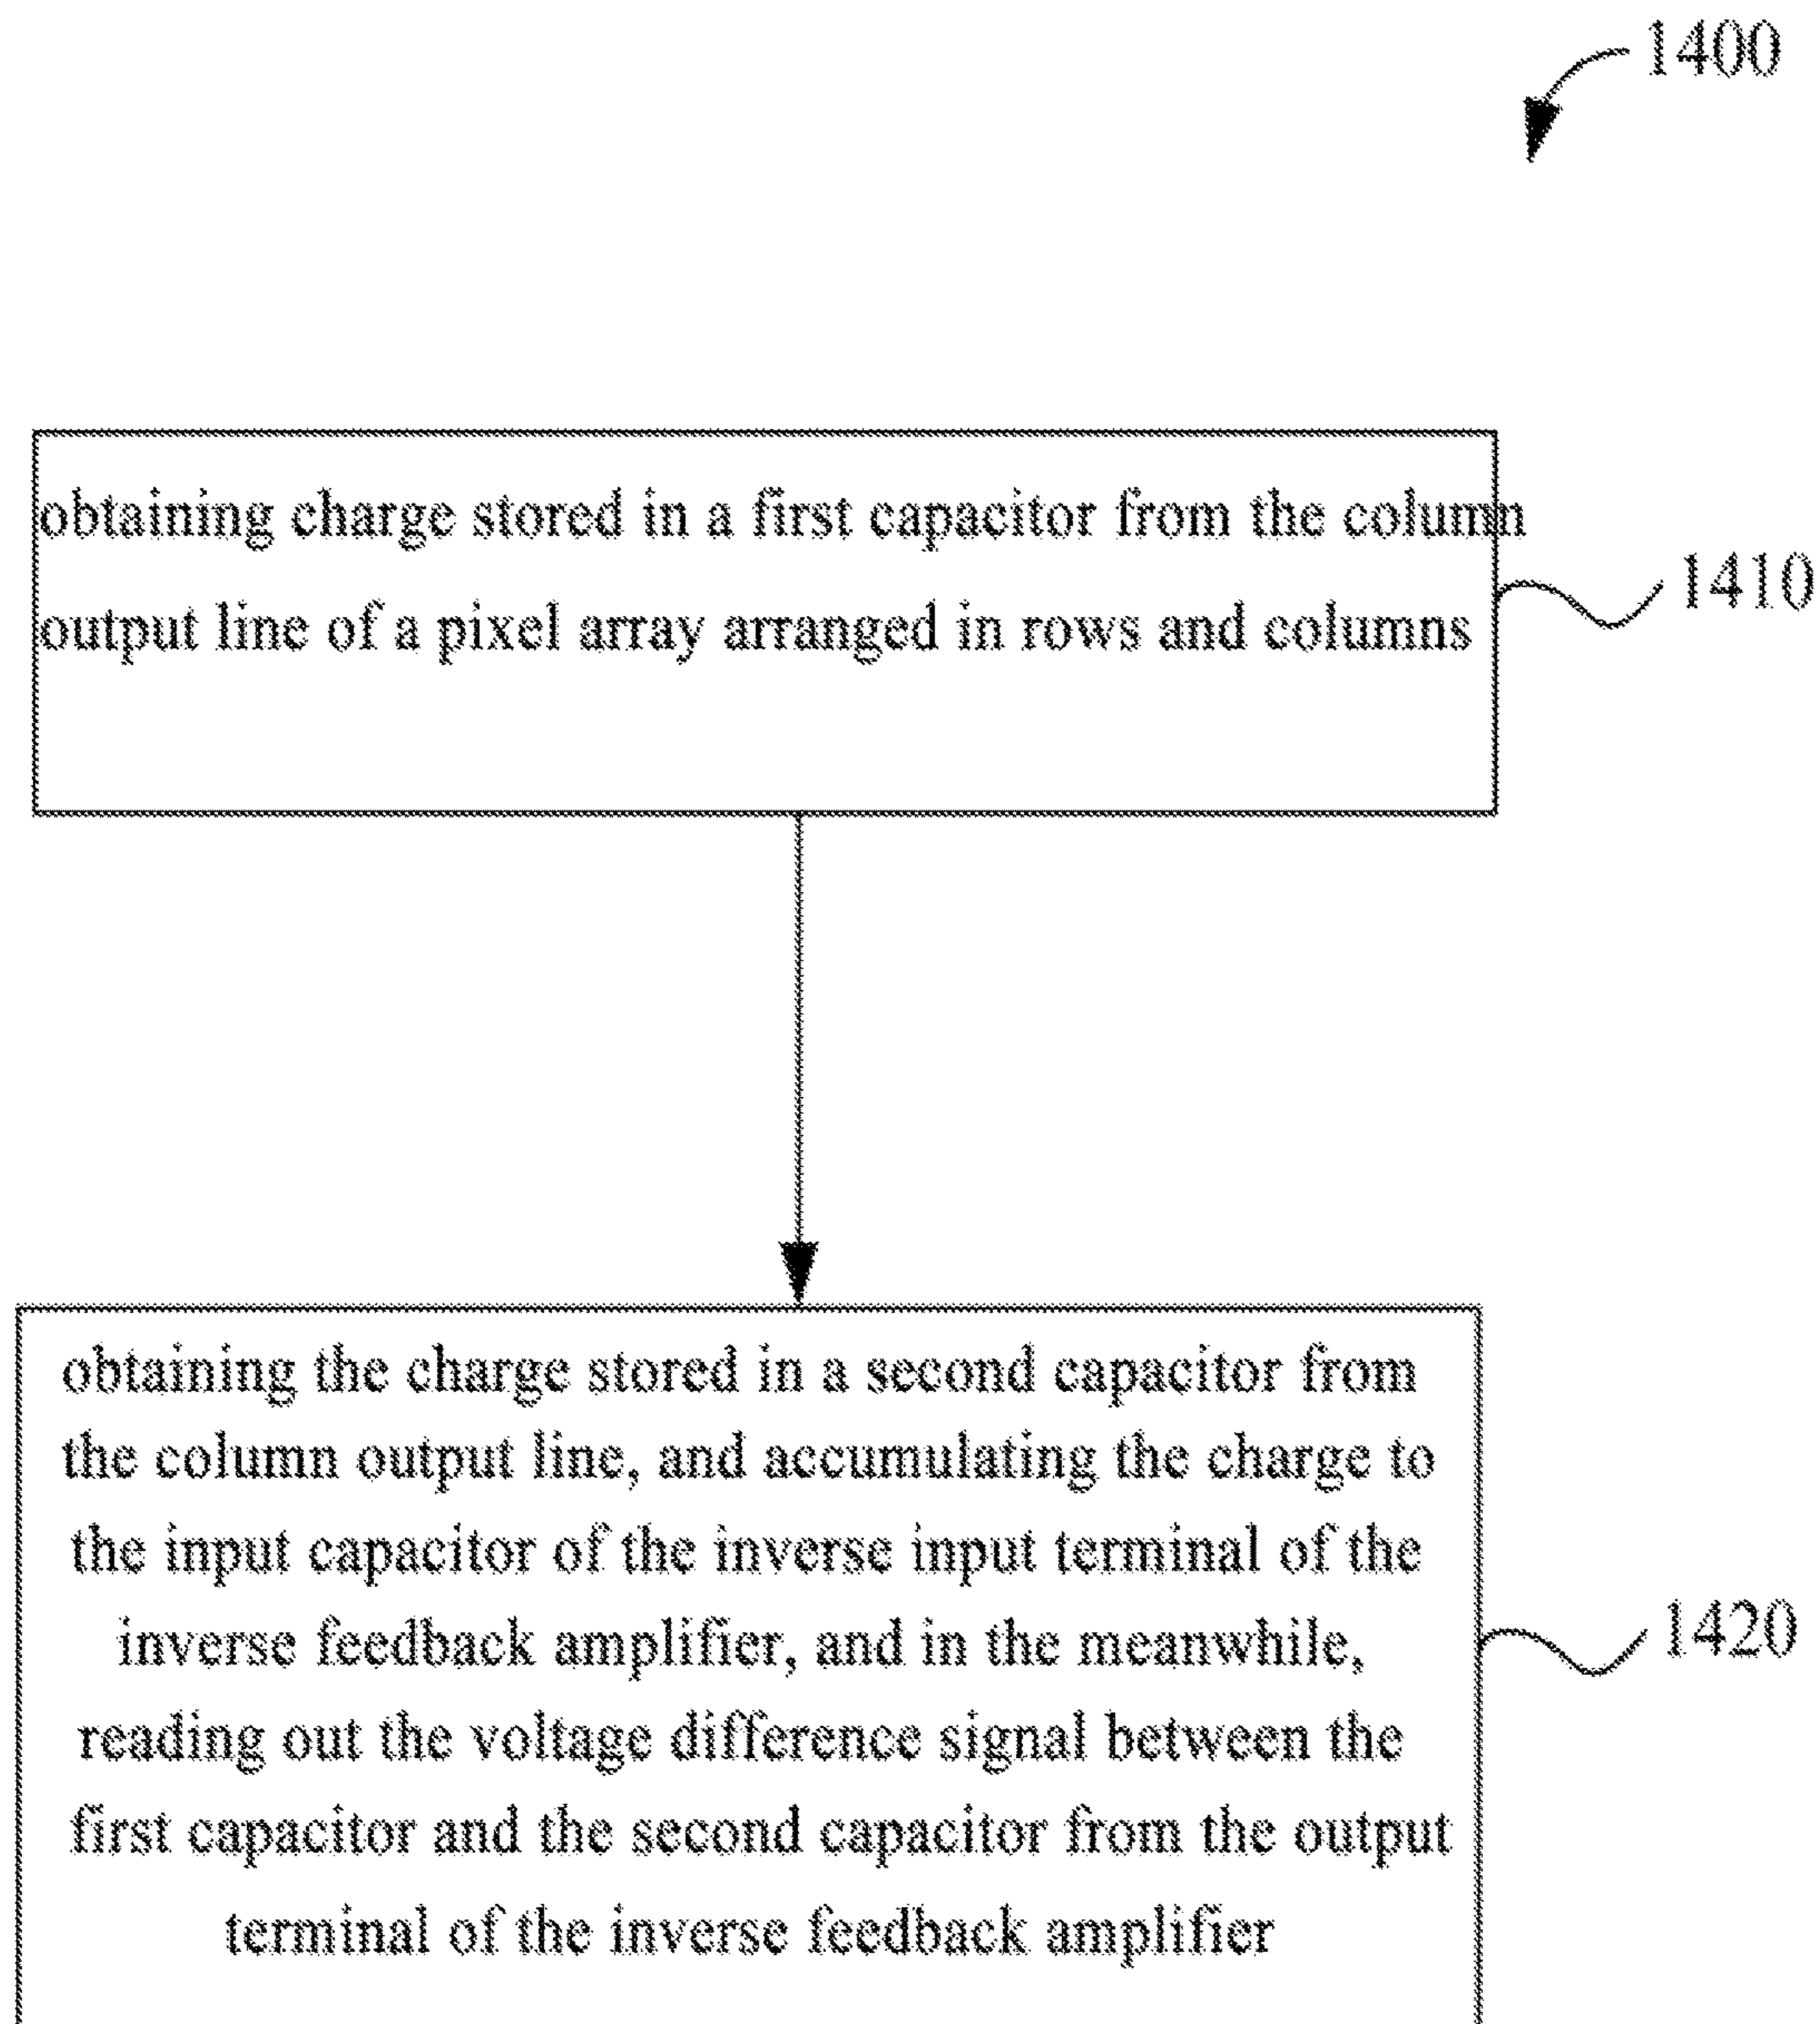 1400
obtaining charge stored in a first capacitor from the column
output line of a pixel array arranged in rows and columns
1410
obtaining the charge stored in a second capacitor from
the column output line, and accumulating the charge to
the input capacitor of the inverse input terminal of the
inverse feedback amplifier, and in the meanwhile,
reading out the voltage difference signal between the
first capacitor and the second capacitor from the output
terminal of the inverse feedback amplifier
1420